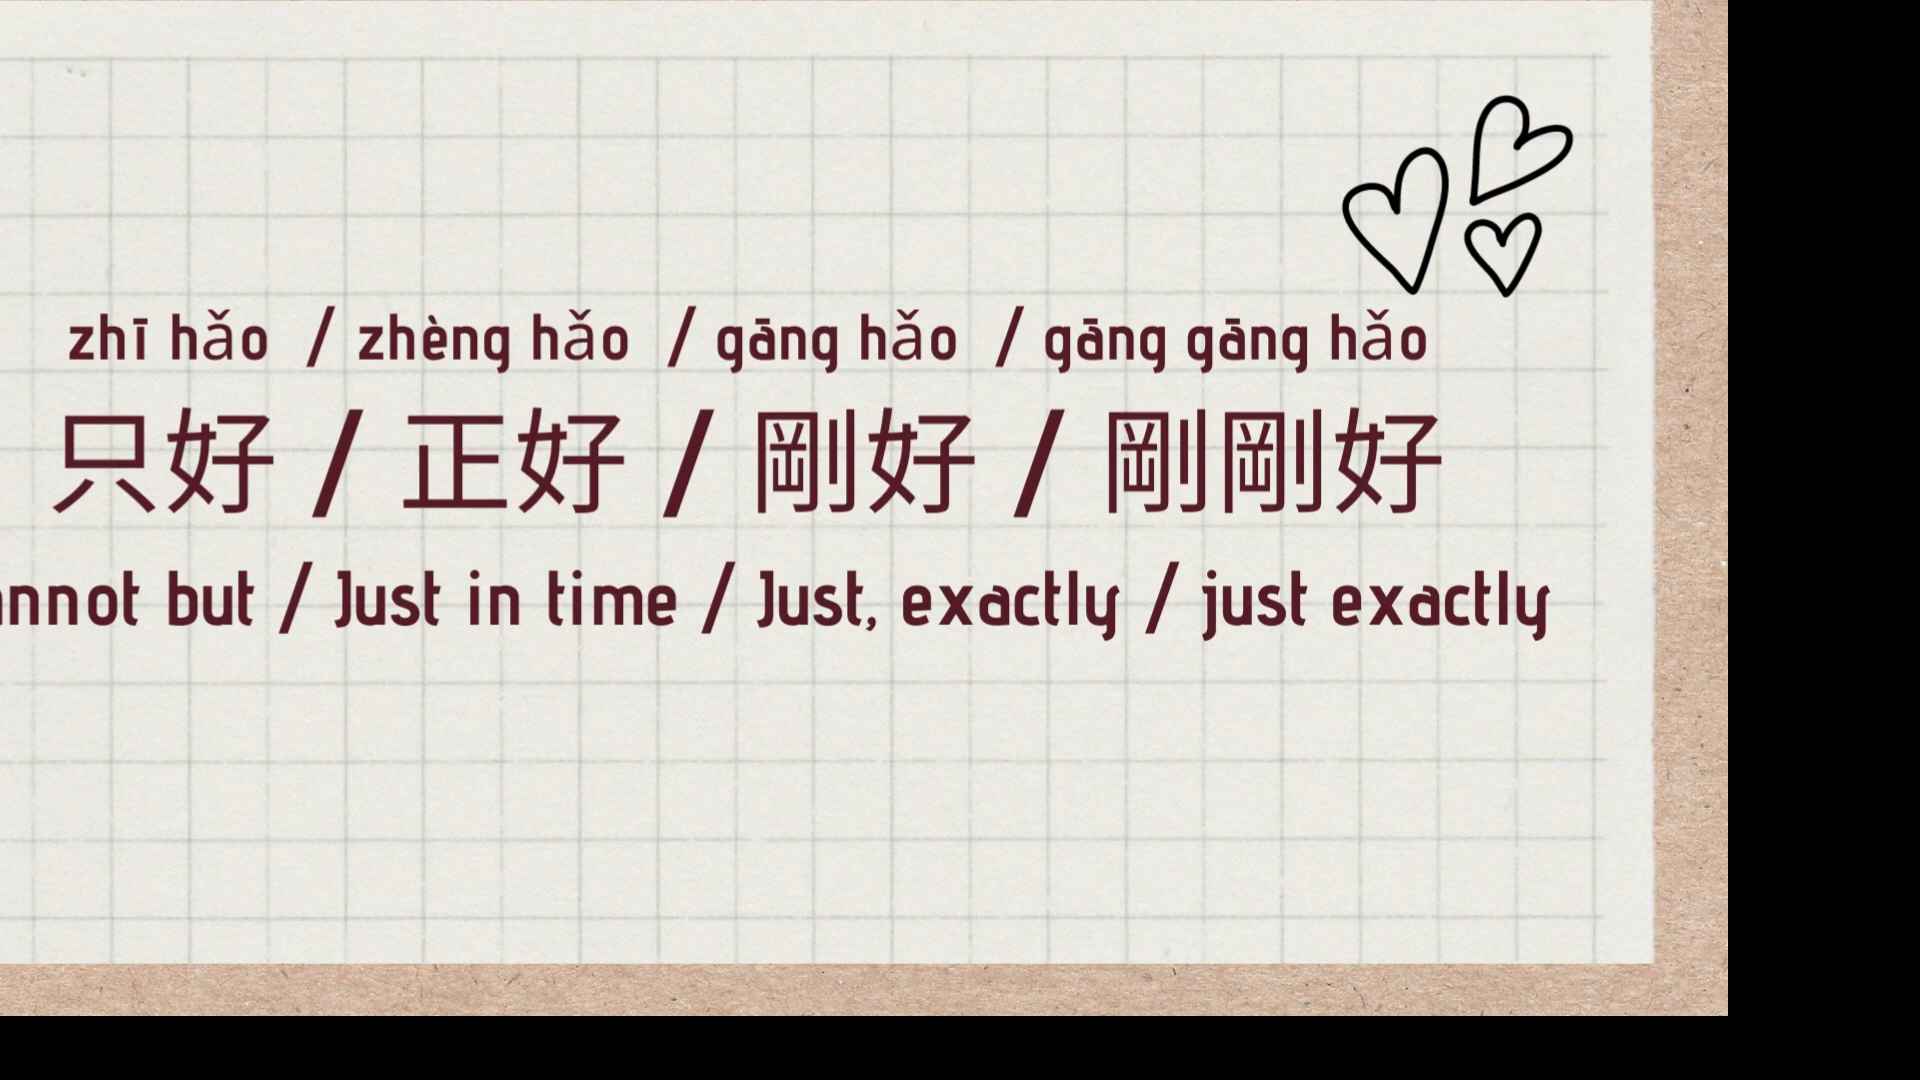 zhī hǎo / zhèng hǎo / gāng hǎo / gāng gāng hǎo
只好 / 正好 / 剛好 / 剛剛好
but / Just in time / Just, exactly / just exactly